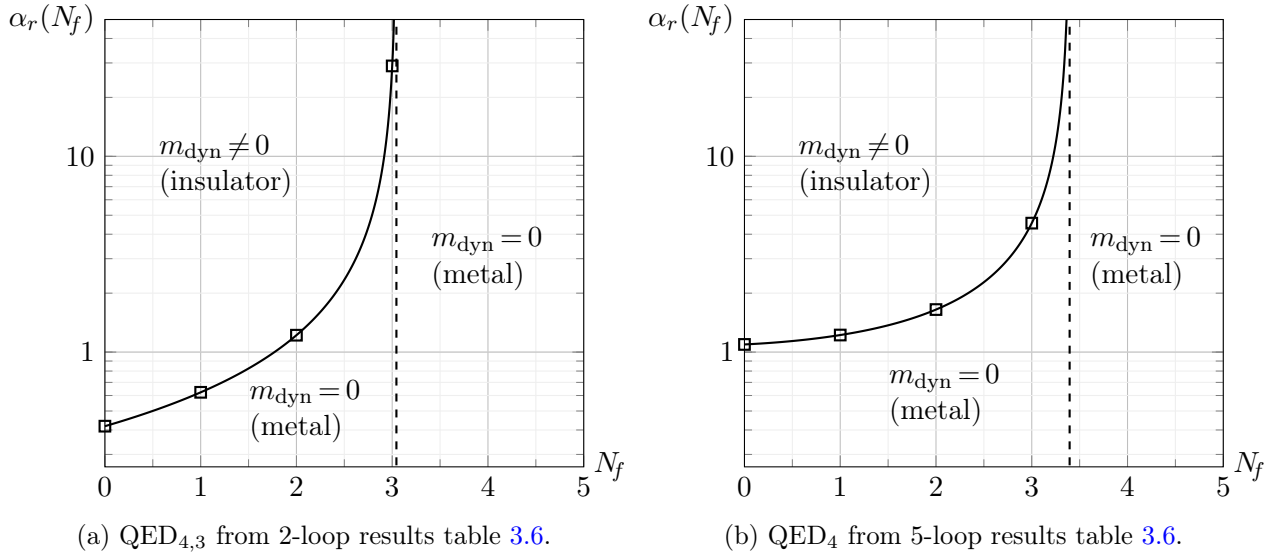 α_r(N_f)
10
1
m_dyn ≠ 0
(insulator)
m_dyn = 0
(metal)
m_dyn = 0
(metal)
0 1 2 3 4 5
N_f
(a) QED_{4,3} from 2-loop results table 3.6.
α_r(N_f)
10
1
m_dyn ≠ 0
(insulator)
m_dyn = 0
(metal)
m_dyn = 0
(metal)
0 1 2 3 4 5
N_f
(b) QED_4 from 5-loop results table 3.6.